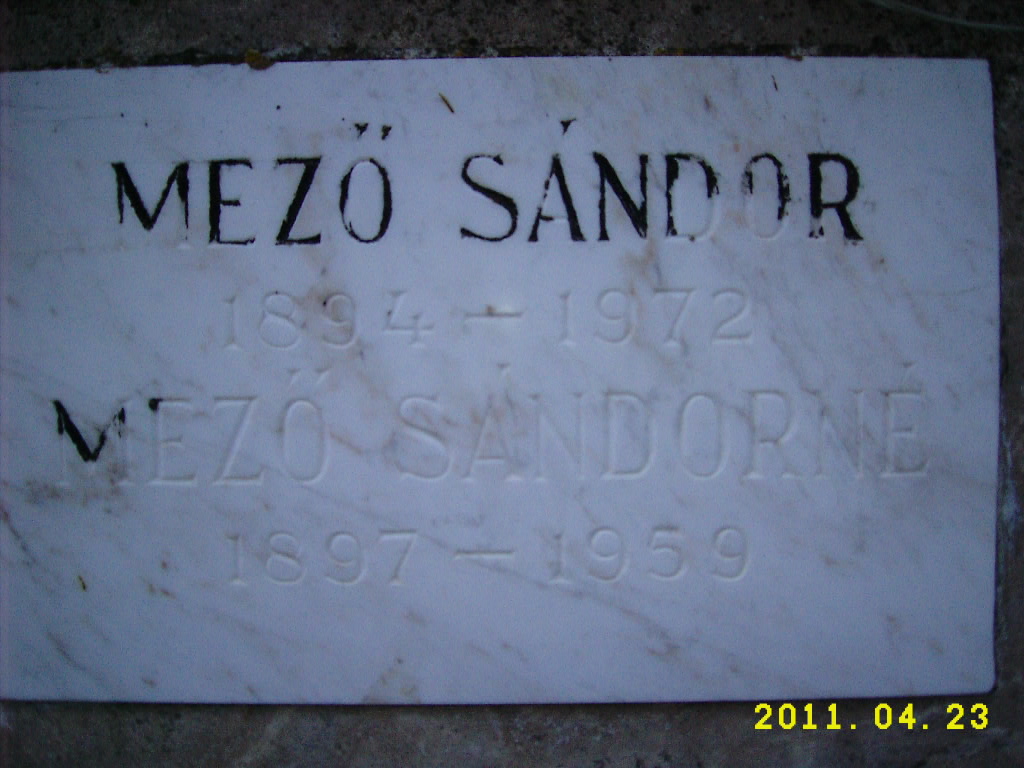 MEZŐ SÁNDOR
1894 – 1972
MEZŐ SÁNDORNÉ
1897 – 1959
2011.04.23